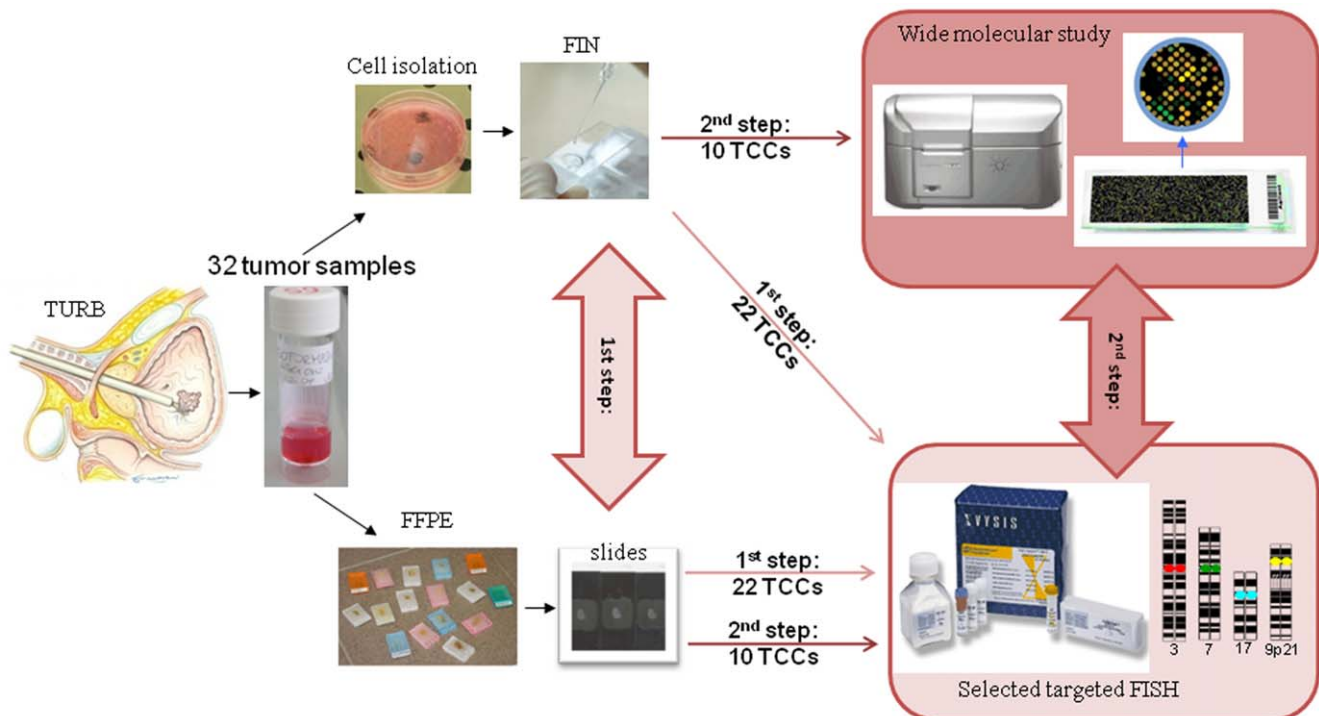 Wide molecular study
FIN
Cell isolation
2nd step:
10 TCCs
Agilent
32 tumor samples
TURB
1st step:
22 TCCs
1st step:
2nd step:
FFPE
slides
1st step:
22 TCCs
2nd step:
10 TCCs
VYSIS
3
7
17
9p21
Selected targeted FISH